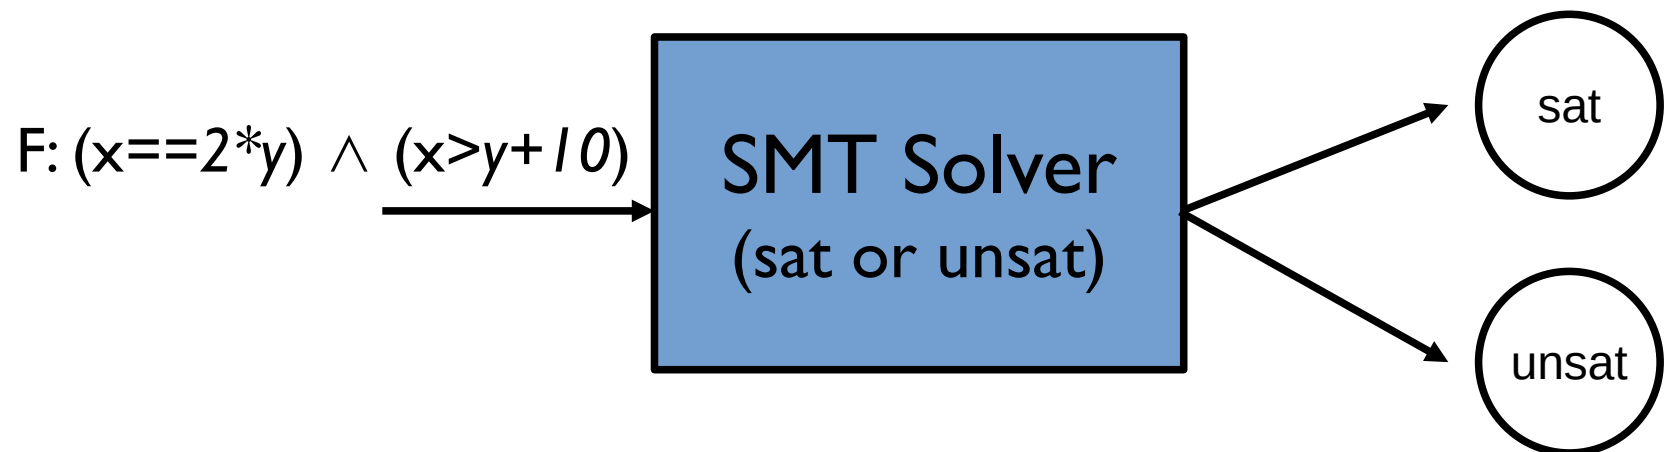 F: (x==2*y) ∧ (x>y+10)
SMT Solver
(sat or unsat)
sat
unsat